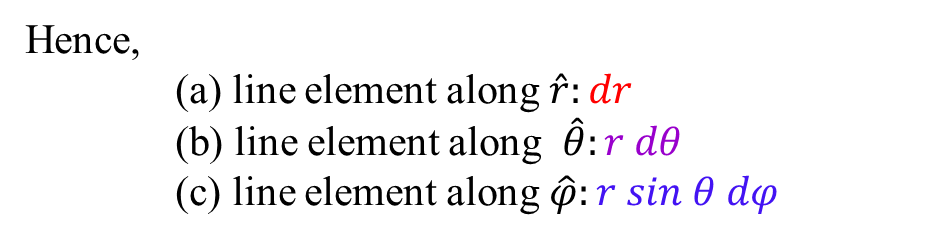 Hence,
(a) line element along r̂: dr
(b) line element along θ̂: r dθ
(c) line element along φ̂: r sin θ dφ